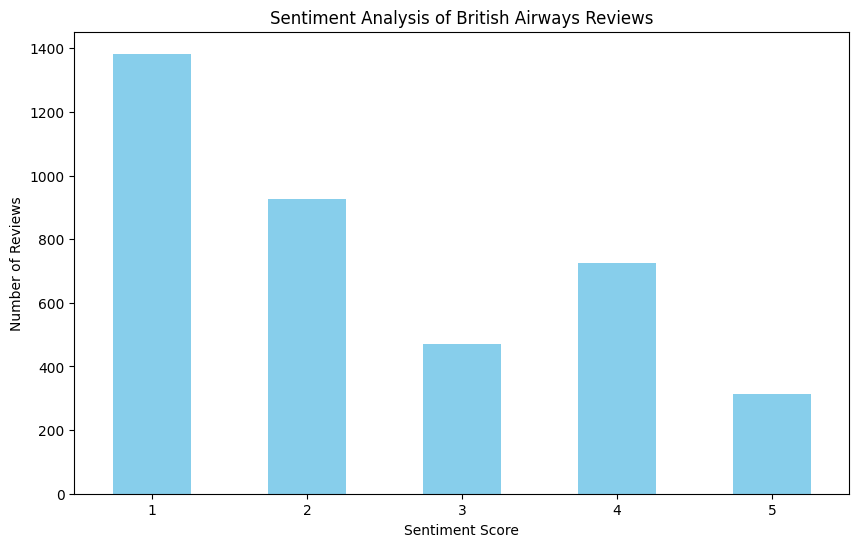 Sentiment Analysis of British Airways Reviews
1400
1200
1000
800
600
400
200
0
Number of Reviews
1 2 3 4 5
Sentiment Score